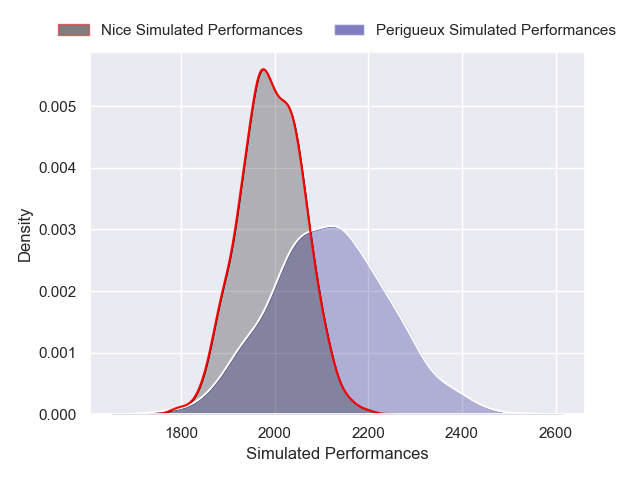 Nice Simulated Performances
Perigueux Simulated Performances
Density
0.005
0.004
0.003
0.002
0.001
0.000
1800 2000 2200 2400 2600
Simulated Performances